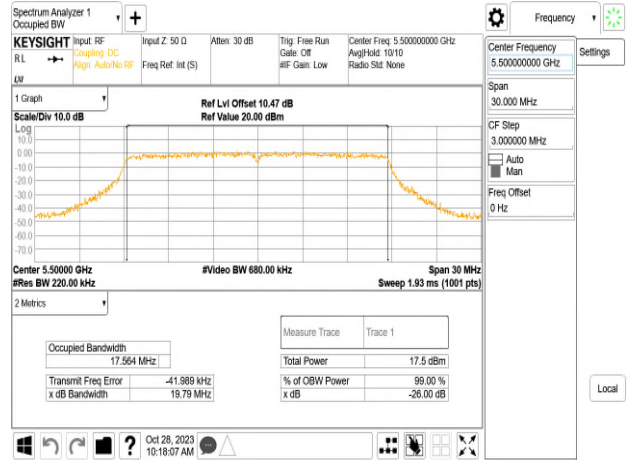 Spectrum Analyzer 1
Occupied BW
Frequency
KEYSIGHT
RL
Input: RF
Coupling: DC
Align: Auto/No RF
Input Z: 50 Ω
Freq Ref: Int (S)
Atten: 30 dB
Trig: Free Run
Gate: Off
#IF Gain: Low
Center Freq: 5.500000000 GHz
Avg|Hold: 10/10
Radio Std: None
1 Graph
Scale/Div 10.0 dB
Ref Lvl Offset 10.47 dB
Ref Value 20.00 dBm
Log
10.0
0.00
-10.0
-20.0
-30.0
-40.0
-50.0
-60.0
-70.0
Center 5.50000 GHz
#Res BW 220.00 kHz
#Video BW 680.00 kHz
Span 30 MHz
Sweep 1.93 ms (1001 pts)
2 Metrics
Measure Trace Trace 1
Occupied Bandwidth
17.564 MHz
Total Power 17.5 dBm
Transmit Freq Error -41.989 kHz
% of OBW Power 99.00 %
x dB Bandwidth 19.79 MHz
x dB -26.00 dB
Oct 28, 2023
10:18:07 AM
Center Frequency
5.500000000 GHz
Settings
Span
30.000 MHz
CF Step
3.000000 MHz
Auto
Man
Freq Offset
0 Hz
Local